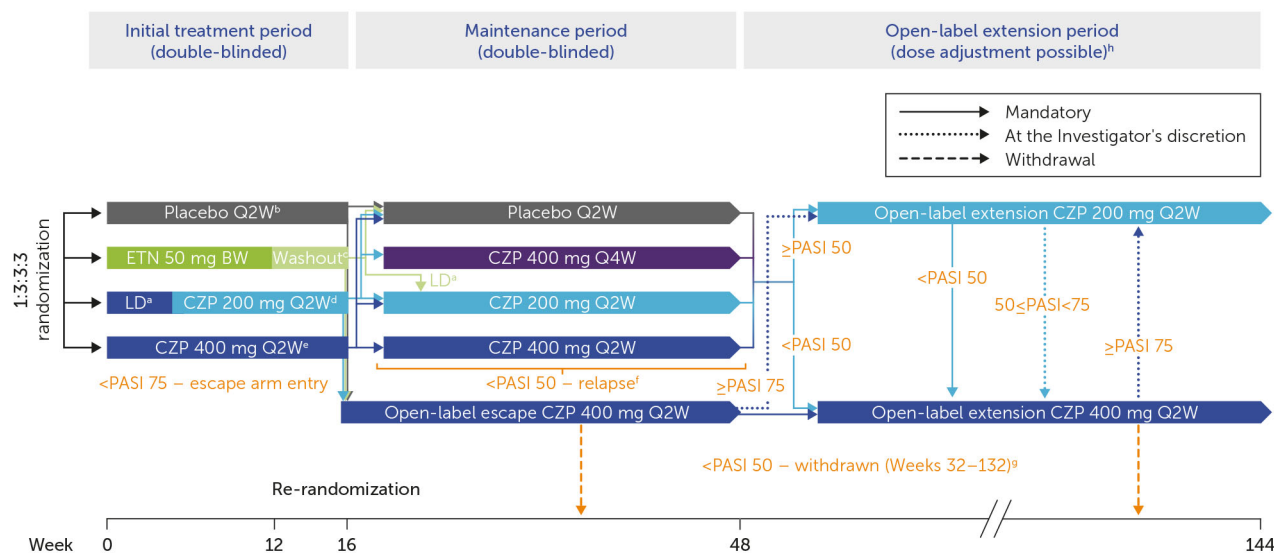 Initial treatment period
(double-blinded)
Maintenance period
(double-blinded)
Open-label extension period
(dose adjustment possible)ʰ
Mandatory
At the Investigator's discretion
Withdrawal
1:3:3:3
randomization
Placebo Q2Wᵇ
Placebo Q2W
Open-label extension CZP 200 mg Q2W
ETN 50 mg BW
Washoutᶜ
CZP 400 mg Q4W
≥PASI 50
LDᵃ
<PASI 50
LDᵃ
CZP 200 mg Q2Wᵈ
CZP 200 mg Q2W
50≤PASI<75
CZP 400 mg Q2Wᵉ
CZP 400 mg Q2W
<PASI 50
≥PASI 75
<PASI 75 – escape arm entry
<PASI 50 – relapseᶠ
≥PASI 75
Open-label escape CZP 400 mg Q2W
Open-label extension CZP 400 mg Q2W
<PASI 50 – withdrawn (Weeks 32–132)ᵍ
Re-randomization
Week
0
12
16
48
144